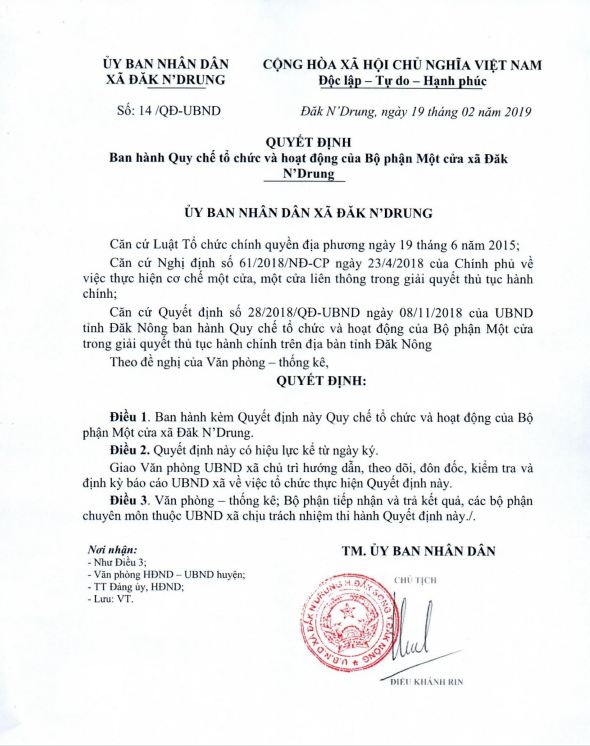 ỦY BAN NHÂN DÂN
XÃ ĐĂK N’DRUNG
CỘNG HÒA XÃ HỘI CHỦ NGHĨA VIỆT NAM
Độc lập – Tự do – Hạnh phúc
Số: 14 /QĐ-UBND
Đăk N’Drung, ngày 19 tháng 02 năm 2019
QUYẾT ĐỊNH
Ban hành Quy chế tổ chức và hoạt động của Bộ phận Một cửa xã Đăk
N’Drung
ỦY BAN NHÂN DÂN XÃ ĐĂK N’DRUNG
Căn cứ Luật Tổ chức chính quyền địa phương ngày 19 tháng 6 năm 2015;
Căn cứ Nghị định số 61/2018/NĐ-CP ngày 23/4/2018 của Chính phủ về
việc thực hiện cơ chế một cửa, một cửa liên thông trong giải quyết thủ tục hành
chính;
Căn cứ Quyết định số 28/2018/QĐ-UBND ngày 08/11/2018 của UBND
tỉnh Đăk Nông ban hành Quy chế tổ chức và hoạt động của Bộ phận Một cửa
trong giải quyết thủ tục hành chính trên địa bàn tỉnh Đăk Nông
Theo đề nghị của Văn phòng – thống kê,
QUYẾT ĐỊNH:
Điều 1. Ban hành kèm Quyết định này Quy chế tổ chức và hoạt động của Bộ
phận Một cửa xã Đăk N’Drung.
Điều 2. Quyết định này có hiệu lực kể từ ngày ký.
Giao Văn phòng UBND xã chủ trì hướng dẫn, theo dõi, đôn đốc, kiểm tra và
định kỳ báo cáo UBND xã về việc tổ chức thực hiện Quyết định này.
Điều 3. Văn phòng – thống kê; Bộ phận tiếp nhận và trả kết quả, các bộ phận
chuyên môn thuộc UBND xã chịu trách nhiệm thi hành Quyết định này./.
Nơi nhận:
- Như Điều 3;
- Văn phòng HĐND – UBND huyện;
- TT Đảng ủy, HĐND;
- Lưu: VT.
TM. ỦY BAN NHÂN DÂN
CHỦ TỊCH
U.B.N.D XÃ ĐĂK N'DRUNG H.ĐĂK SONG T.ĐĂK NÔNG
ĐIỂU KHÁNH RIN